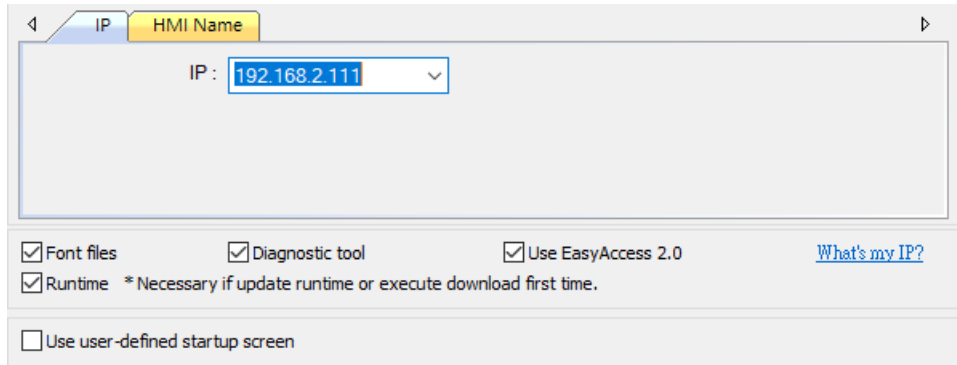 IP HMI Name
IP : 192.168.2.111
Font files Diagnostic tool Use EasyAccess 2.0 What's my IP?
Runtime * Necessary if update runtime or execute download first time.
Use user-defined startup screen